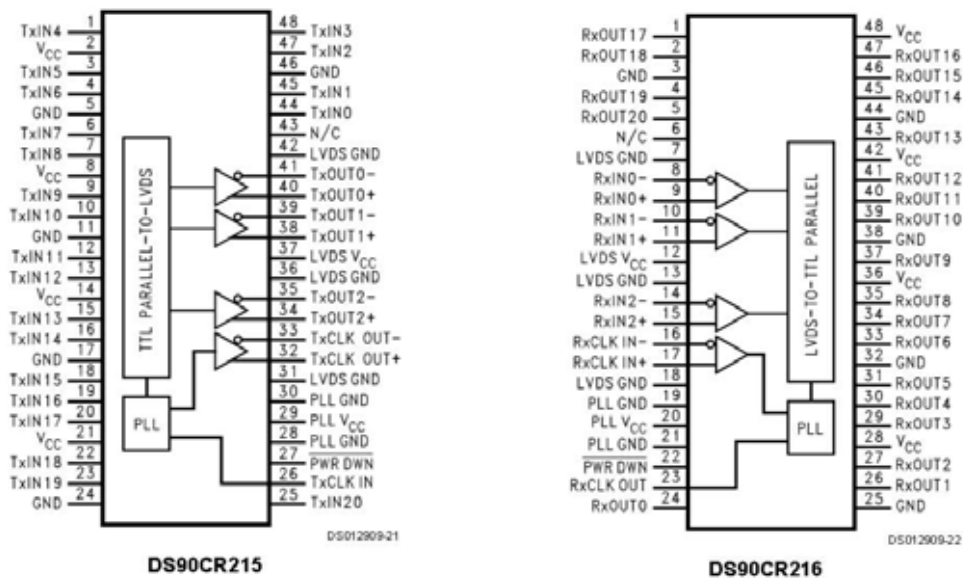 1 48
TxIN4 TxIN3
2 47
VCC TxIN2
3 46
TxIN5 GND
4 45
TxIN6 TxIN1
5 44
GND TxIN0
6 43
TxIN7 N/C
7 42
TxIN8 LVDS GND
8 41
VCC TxOUT0-
9 40
TxIN9 TxOUT0+
10 39
TxIN10 TxOUT1-
11 38
GND TxOUT1+
12 37
TxIN11 LVDS VCC
13 36
TxIN12 LVDS GND
14 35
VCC TxOUT2-
15 34
TxIN13 TxOUT2+
16 33
TxIN14 TxCLK OUT-
17 32
GND TxCLK OUT+
18 31
TxIN15 LVDS GND
19 30
TxIN16 PLL GND
20 29
TxIN17 PLL VCC
21 28
VCC PLL GND
22 27
TxIN18 PWR DWN
23 26
TxIN19 TxCLK IN
24 25
GND TxIN20
TTL PARALLEL-TO-LVDS
PLL
DS012909-21
DS90CR215
1 48
RxOUT17 VCC
2 47
RxOUT18 RxOUT16
3 46
GND RxOUT15
4 45
RxOUT19 RxOUT14
5 44
RxOUT20 GND
6 43
N/C RxOUT13
7 42
LVDS GND VCC
8 41
RxIN0- RxOUT12
9 40
RxIN0+ RxOUT11
10 39
RxIN1- RxOUT10
11 38
RxIN1+ GND
12 37
LVDS VCC RxOUT9
13 36
LVDS GND VCC
14 35
RxIN2- RxOUT8
15 34
RxIN2+ RxOUT7
16 33
RxCLK IN- RxOUT6
17 32
RxCLK IN+ GND
18 31
LVDS GND RxOUT5
19 30
PLL GND RxOUT4
20 29
PLL VCC RxOUT3
21 28
PLL GND VCC
22 27
PWR DWN RxOUT2
23 26
RxCLK OUT RxOUT1
24 25
RxOUT0 GND
LVDS-TO-TTL PARALLEL
PLL
DS012909-22
DS90CR216